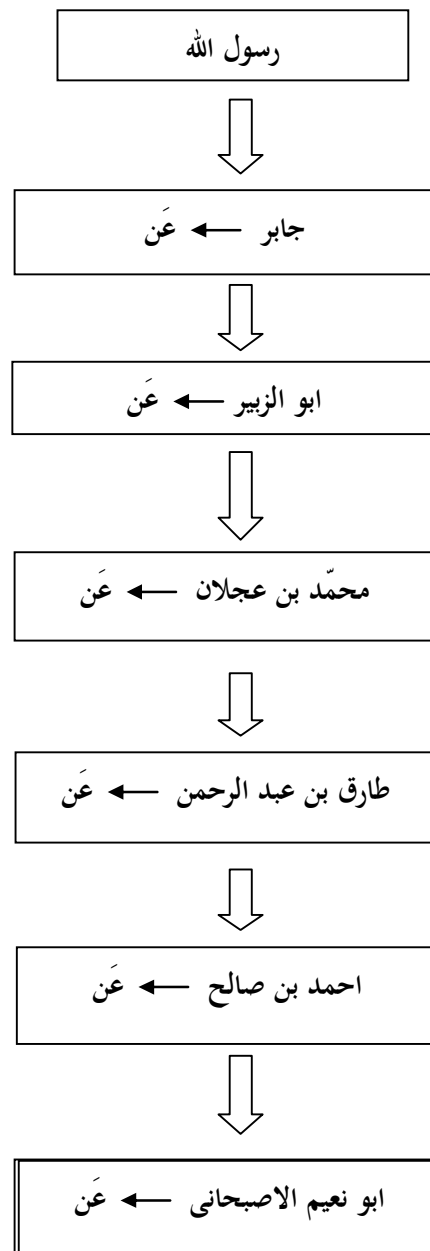 رسول الله
جابر ← عَن
ابو الزبير ← عَن
محمّد بن عجلان ← عَن
طارق بن عبد الرحمن ← عَن
احمد بن صالح ← عَن
ابو نعيم الاصبحانى ← عَن